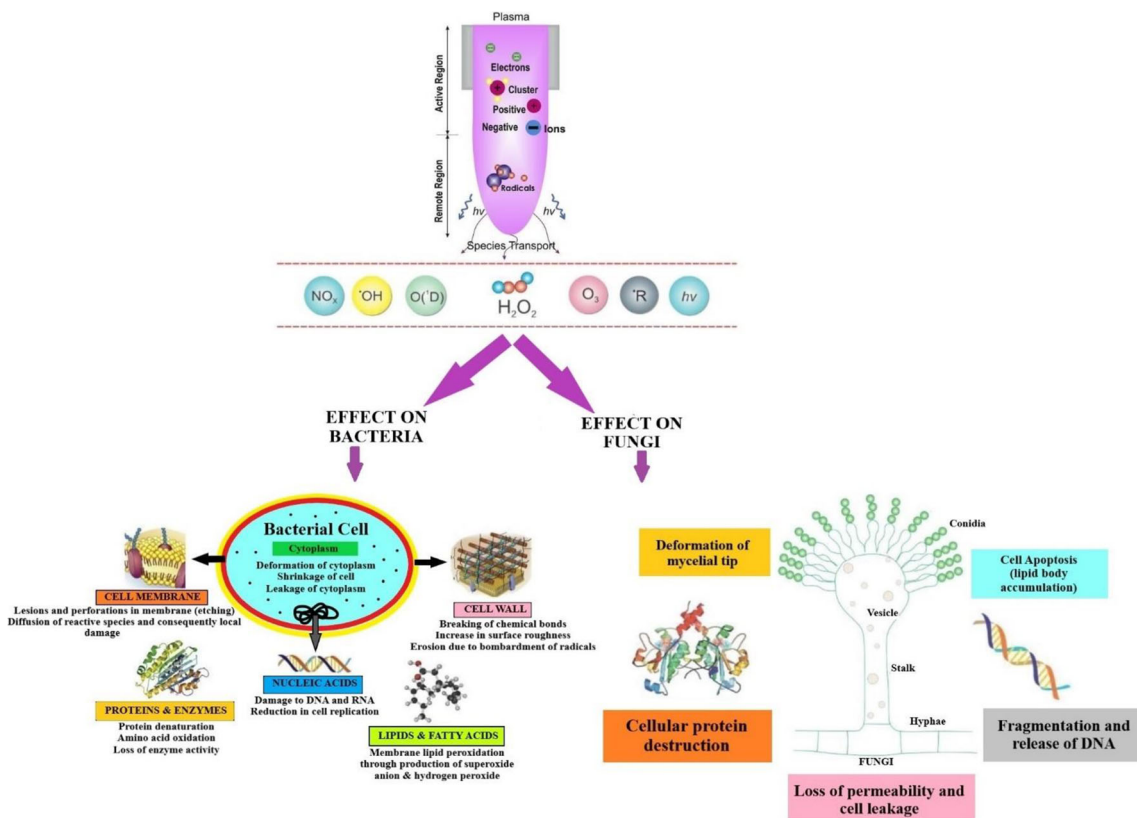 Plasma
Active Region
Remote Region
Electrons
Cluster
Positive
Negative
Ions
Radicals
hv
hv
Species Transport
NOₓ
˙OH
O(¹D)
H₂O₂
O₃
˙R
hv
EFFECT ON
BACTERIA
EFFECT ON
FUNGI
Bacterial Cell
Cytoplasm
Deformation of cytoplasm
Shrinkage of cell
Leakage of cytoplasm
CELL MEMBRANE
Lesions and perforations in membrane (etching)
Diffusion of reactive species and consequently local
damage
CELL WALL
Breaking of chemical bonds
Increase in surface roughness
Erosion due to bombardment of radicals
PROTEINS & ENZYMES
Protein denaturation
Amino acid oxidation
Loss of enzyme activity
NUCLEIC ACIDS
Damage to DNA and RNA
Reduction in cell replication
LIPIDS & FATTY ACIDS
Membrane lipid peroxidation
through production of superoxide
anion & hydrogen peroxide
Deformation of
mycelial tip
Conidia
Cell Apoptosis
(lipid body
accumulation)
Vesicle
Stalk
Hyphae
FUNGI
Cellular protein
destruction
Fragmentation and
release of DNA
Loss of permeability and
cell leakage